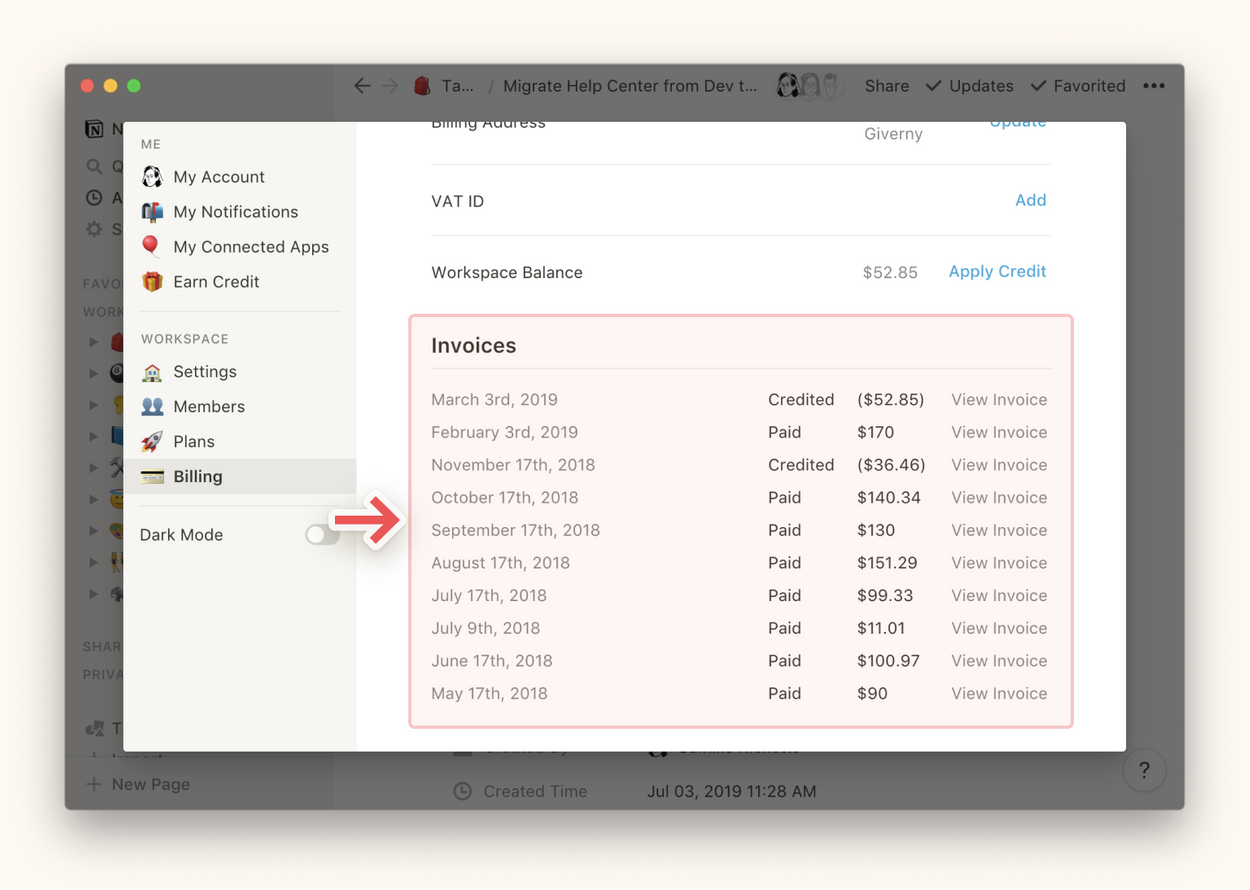 Ta... / Migrate Help Center from Dev t... Share Updates Favorited
ME
My Account
My Notifications
My Connected Apps
Earn Credit
WORKSPACE
Settings
Members
Plans
Billing
Dark Mode
Billing Address Giverny Update
VAT ID Add
Workspace Balance $52.85 Apply Credit
Invoices
March 3rd, 2019 Credited ($52.85) View Invoice
February 3rd, 2019 Paid $170 View Invoice
November 17th, 2018 Credited ($36.46) View Invoice
October 17th, 2018 Paid $140.34 View Invoice
September 17th, 2018 Paid $130 View Invoice
August 17th, 2018 Paid $151.29 View Invoice
July 17th, 2018 Paid $99.33 View Invoice
July 9th, 2018 Paid $11.01 View Invoice
June 17th, 2018 Paid $100.97 View Invoice
May 17th, 2018 Paid $90 View Invoice
New Page
Created Time Jul 03, 2019 11:28 AM
?